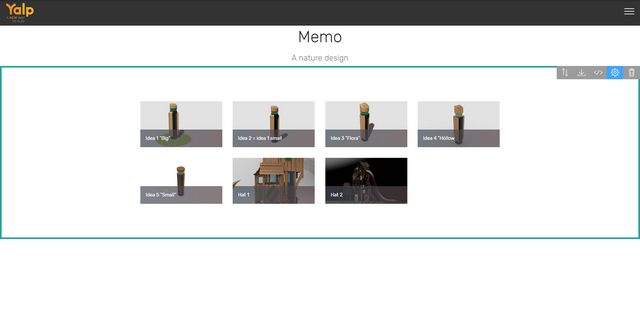 Yalp
Memo
A nature design
Idea 1 "Big"
Idea 2 = idea 1 small
Idea 3 "Flora"
Idea 4 "Hollow
Idea 5 "Small"
Hat 1
Hat 2